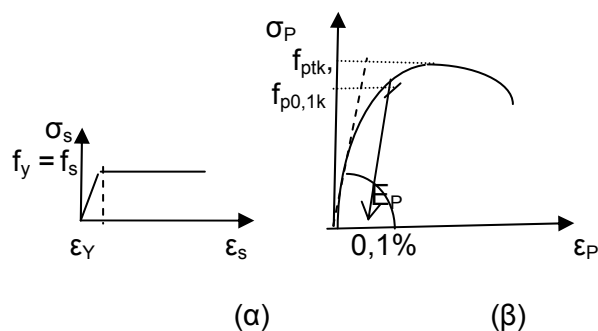 σP
fptk,
fp0,1k
σs
fy = fs
EP
εY εs
0,1% εP
(α) (β)